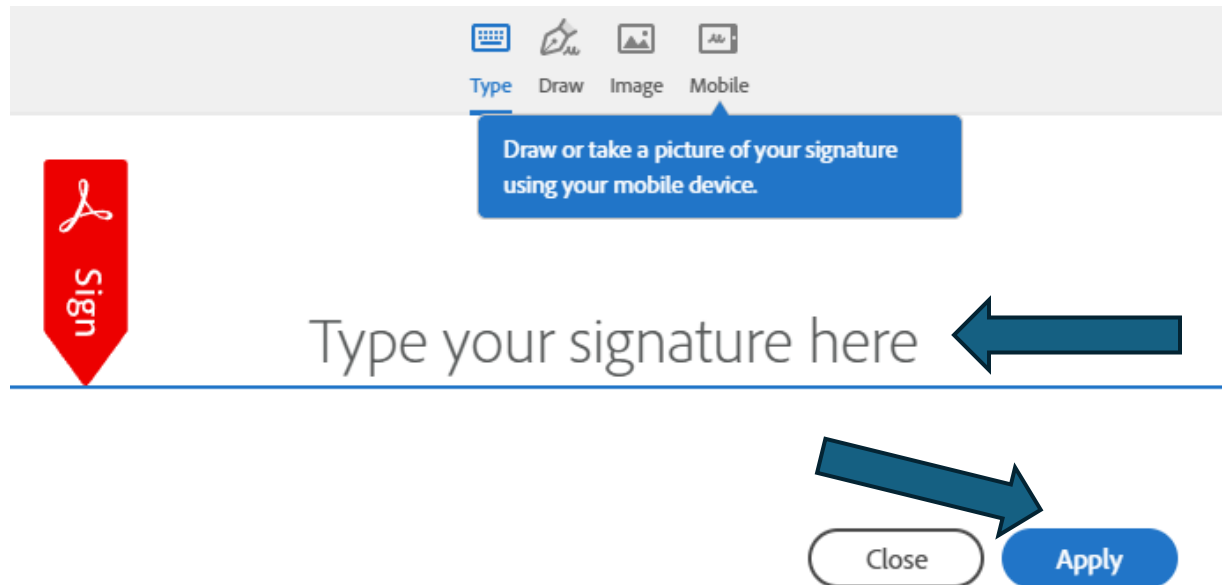 Type Draw Image Mobile
Draw or take a picture of your signature
using your mobile device.
Sign
Type your signature here
Close Apply